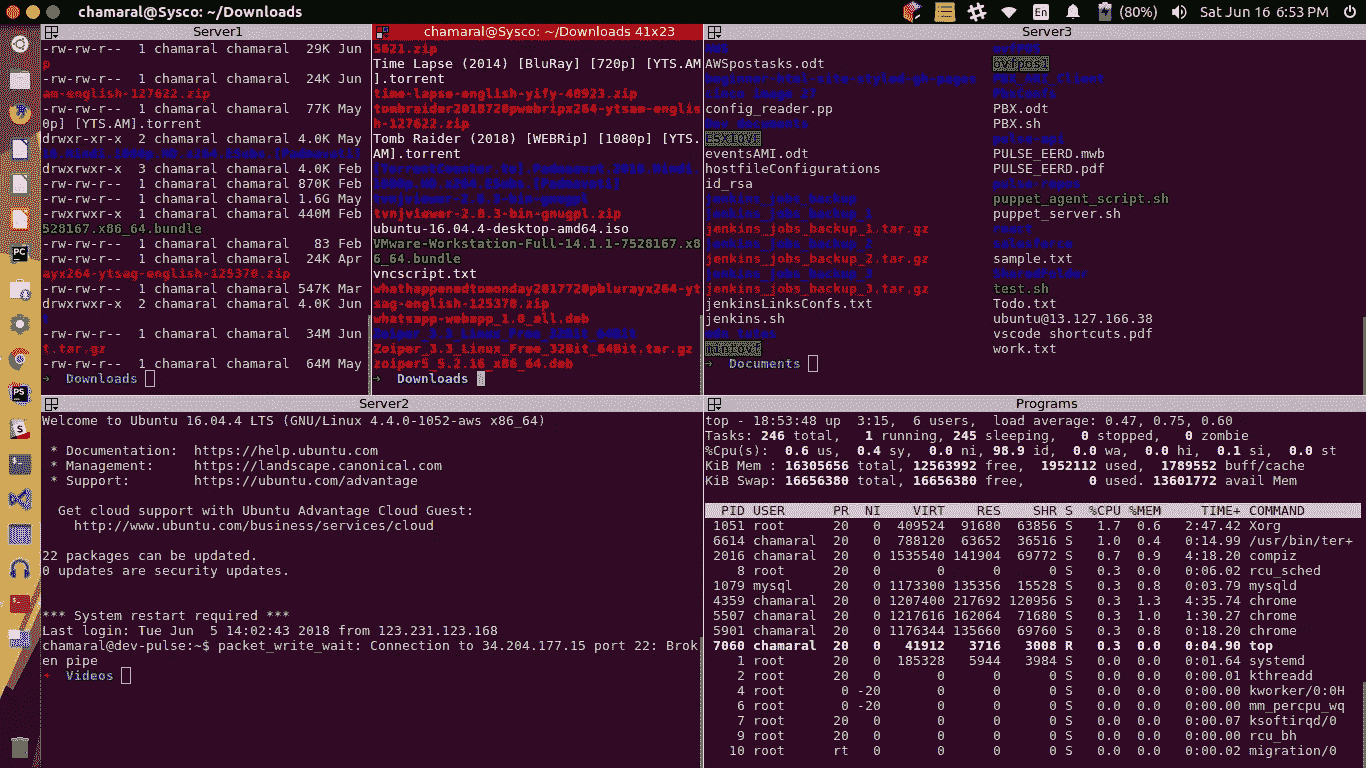 chamaral@Sysco: ~/Downloads
En
(80%)
Sat Jun 16 6:53 PM
Server1
-rw-rw-r-- 1 chamaral chamaral 29K Jun
p
-rw-rw-r-- 1 chamaral chamaral 24K Jun
am-english-127622.zip
-rw-rw-r-- 1 chamaral chamaral 77K May
0p] [YTS.AM].torrent
drwxr-xr-x 2 chamaral chamaral 4.0K May
drwxrwxr-x 3 chamaral chamaral 4.0K Feb
-rw-rw-r-- 1 chamaral chamaral 870K Feb
-rw-rw-r-- 1 chamaral chamaral 1.6G May
-rwxrwxr-x 1 chamaral chamaral 440M Feb
528167.x86_64.bundle
-rw-rw-r-- 1 chamaral chamaral 83 Feb
-rw-rw-r-- 1 chamaral chamaral 24K Apr
ayx264-ytsag-english-125370.zip
-rw-rw-r-- 1 chamaral chamaral 547K Mar
drwxrwxr-x 2 chamaral chamaral 4.0K Jun
-rw-rw-r-- 1 chamaral chamaral 34M Jun
t.tar.gz
-rw-rw-r-- 1 chamaral chamaral 64M May
→ Downloads
chamaral@Sysco: ~/Downloads 41x23
5621.zip
Time Lapse (2014) [BluRay] [720p] [YTS.AM
].torrent
time-lapse-english-yify-48923.zip
tombraider2018720pwebripx264-ytsam-englis
h-127622.zip
Tomb Raider (2018) [WEBRip] [1080p] [YTS.
AM].torrent
tvnjviewer-2.8.3-bin-gnugpl
tvnjviewer-2.8.3-bin-gnugpl.zip
ubuntu-16.04.4-desktop-amd64.iso
VMware-Workstation-Full-14.1.1-7528167.x8
6_64.bundle
vncscript.txt
whathappenedtomonday2017720pblurayx264-yt
sag-english-125370.zip
whatsapp-webapp_1.0_all.deb
Zoiper_3.3_Linux_Free_32Bit_64Bit
Zoiper_3.3_Linux_Free_32Bit_64Bit.tar.gz
zoiper5_5.2.16_x86_64.deb
→ Downloads
Server3
AWSpostasks.odt
beginner-html-site-styled-gh-pages
config_reader.pp
eventsAMI.odt
hostfileConfigurations
id_rsa
jenkins_jobs_backup
jenkins_jobs_backup_1
jenkins_jobs_backup_1.tar.gz
jenkins_jobs_backup_2
jenkins_jobs_backup_2.tar.gz
jenkins_jobs_backup_3
jenkins_jobs_backup_3.tar.gz
jenkinsLinksConfs.txt
jenkins.sh
→ Documents
PBX_AMI_Client
PBX.odt
PBX.sh
PULSE_EERD.mwb
PULSE_EERD.pdf
puppet_agent_script.sh
puppet_server.sh
sample.txt
SharedFolder
test.sh
Todo.txt
ubuntu@13.127.166.38
vscode shortcuts.pdf
work.txt
Server2
Welcome to Ubuntu 16.04.4 LTS (GNU/Linux 4.4.0-1052-aws x86_64)
* Documentation: https://help.ubuntu.com
* Management: https://landscape.canonical.com
* Support: https://ubuntu.com/advantage
Get cloud support with Ubuntu Advantage Cloud Guest:
http://www.ubuntu.com/business/services/cloud
22 packages can be updated.
0 updates are security updates.
*** System restart required ***
Last login: Tue Jun 5 14:02:43 2018 from 123.231.123.168
chamaral@dev-pulse:~$ packet_write_wait: Connection to 34.204.177.15 port 22: Brok
en pipe
→ Videos
Programs
top - 18:53:48 up 3:15, 6 users, load average: 0.47, 0.75, 0.60
Tasks: 246 total, 1 running, 245 sleeping, 0 stopped, 0 zombie
%Cpu(s): 0.6 us, 0.4 sy, 0.0 ni, 98.9 id, 0.0 wa, 0.0 hi, 0.1 si, 0.0 st
KiB Mem : 16305656 total, 12563992 free, 1952112 used, 1789552 buff/cache
KiB Swap: 16656380 total, 16656380 free, 0 used. 13601772 avail Mem
PID USER PR NI VIRT RES SHR S %CPU %MEM TIME+ COMMAND
1051 root 20 0 409524 91680 63856 S 1.7 0.6 2:47.42 Xorg
6614 chamaral 20 0 788120 63652 36516 S 1.0 0.4 0:14.99 /usr/bin/ter+
2016 chamaral 20 0 1535540 141904 69772 S 0.7 0.9 4:18.20 compiz
8 root 20 0 0 0 0 S 0.3 0.0 0:06.02 rcu_sched
1079 mysql 20 0 1173300 135356 15528 S 0.3 0.8 0:03.79 mysqld
4359 chamaral 20 0 1207400 217692 120956 S 0.3 1.3 4:35.74 chrome
5507 chamaral 20 0 1217616 162064 71680 S 0.3 1.0 1:30.27 chrome
5901 chamaral 20 0 1176344 135660 69760 S 0.3 0.8 0:18.20 chrome
7060 chamaral 20 0 41912 3716 3008 R 0.3 0.0 0:04.90 top
1 root 20 0 185328 5944 3984 S 0.0 0.0 0:01.64 systemd
2 root 20 0 0 0 0 S 0.0 0.0 0:00.01 kthreadd
4 root 0 -20 0 0 0 S 0.0 0.0 0:00.00 kworker/0:0H
6 root 0 -20 0 0 0 S 0.0 0.0 0:00.00 mm_percpu_wq
7 root 20 0 0 0 0 S 0.0 0.0 0:00.07 ksoftirqd/0
9 root 20 0 0 0 0 S 0.0 0.0 0:00.00 rcu_bh
10 root rt 0 0 0 0 S 0.0 0.0 0:00.02 migration/0